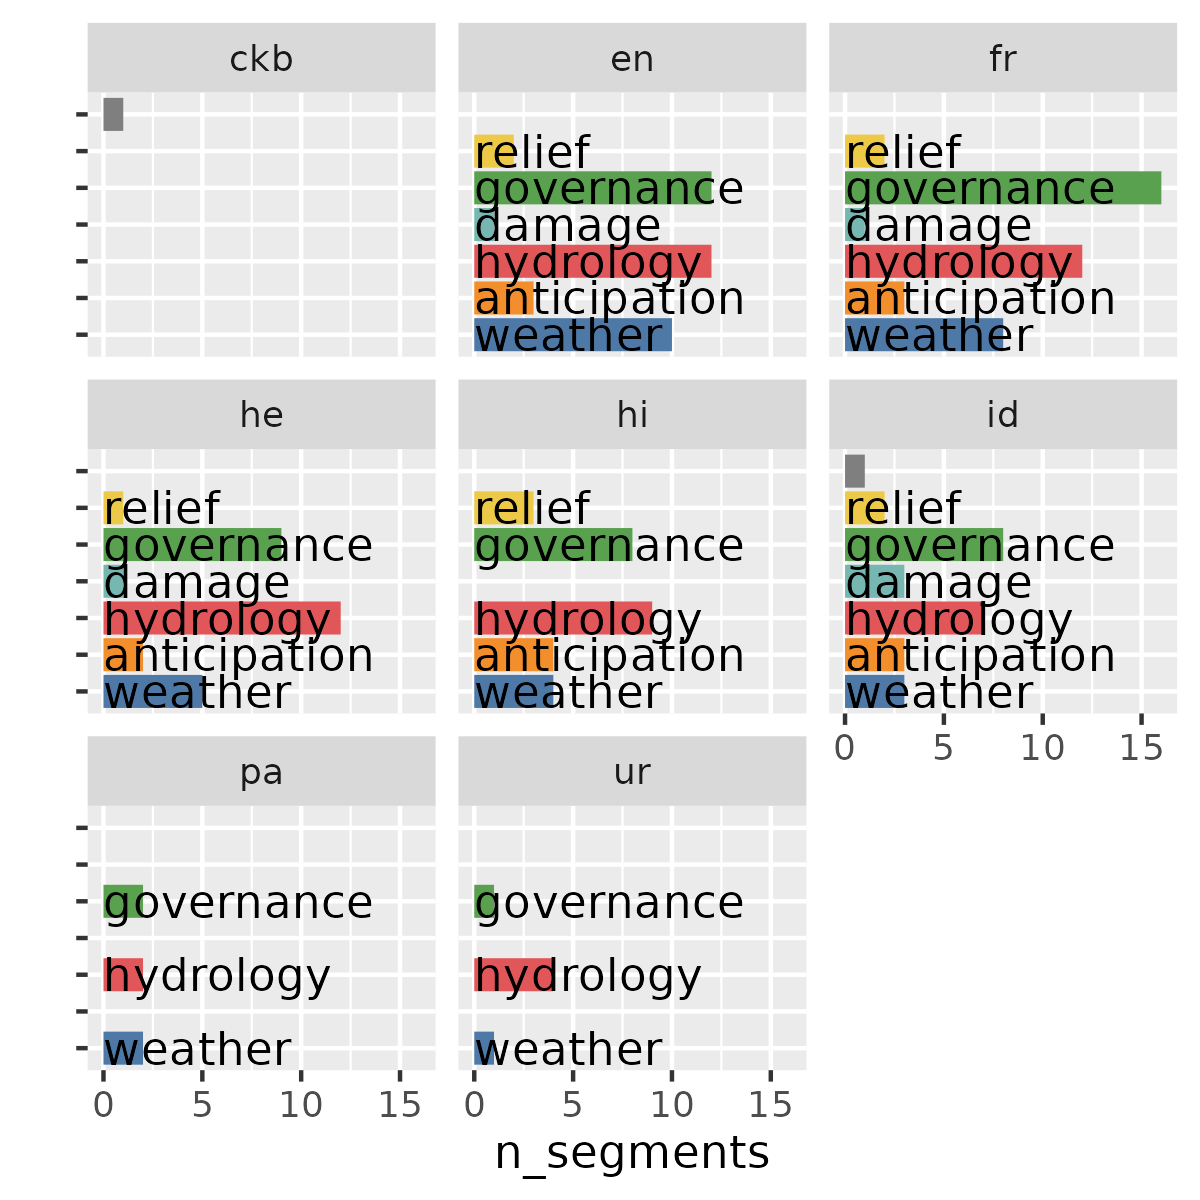 ckb
en
fr
relief
governance
damage
hydrology
anticipation
weather
relief
governance
damage
hydrology
anticipation
weather
he
hi
id
relief
governance
damage
hydrology
anticipation
weather
relief
governance
hydrology
anticipation
weather
relief
governance
damage
hydrology
anticipation
weather
0 5 10 15
pa
ur
governance
hydrology
weather
governance
hydrology
weather
0 5 10 15
0 5 10 15
n_segments